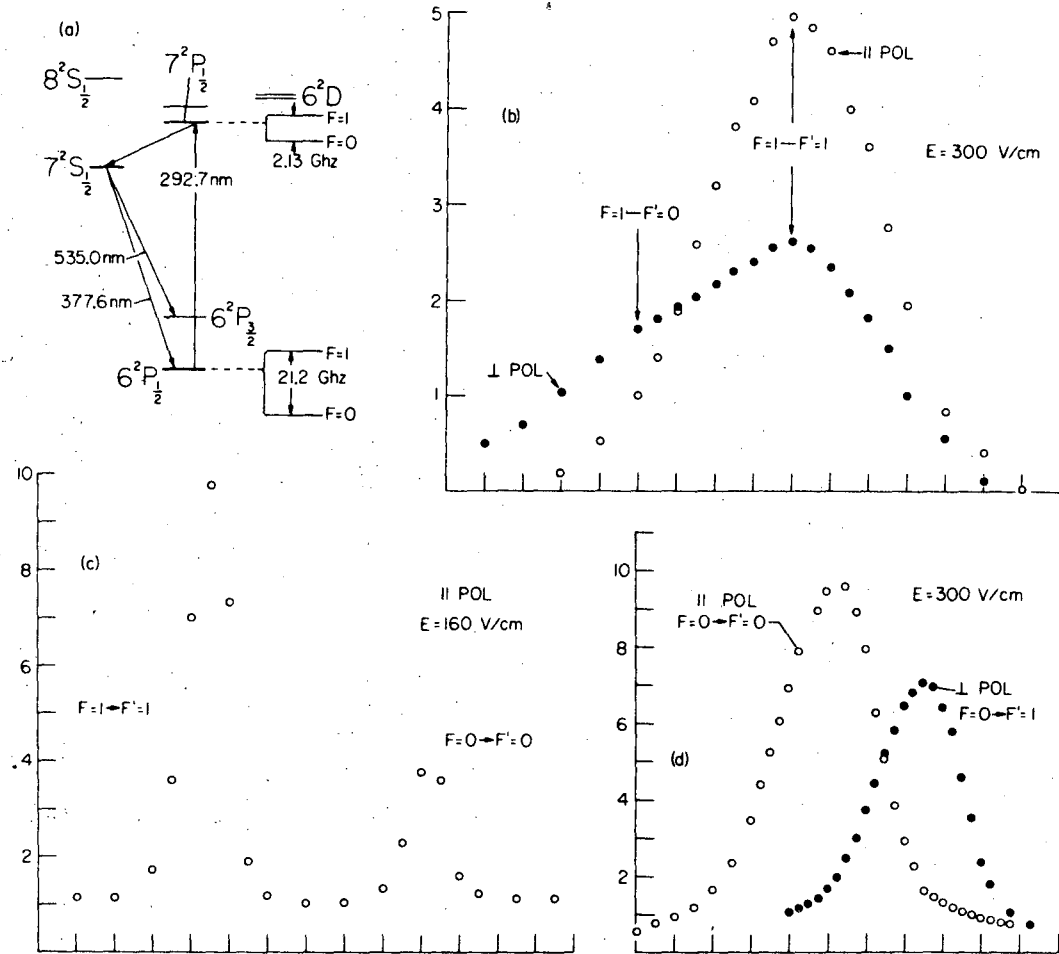 (a)
7²P½
8²S½
6²D
F=1
F=0
2.13 Ghz
7²S½
292.7nm
535.0nm
377.6nm
6²P3/2
6²P½
F=1
21.2 Ghz
F=0
5
4
3
2
1
(b)
II POL
E=300 V/cm
F=1—F'=1
F=1—F'=0
⊥ POL
10
8
6
4
2
(c)
II POL
E=160 V/cm
F=1→F'=1
F=0→F'=0
10
8
6
4
2
II POL
F=0→F'=0
E=300 V/cm
⊥ POL
F=0→F'=1
(d)